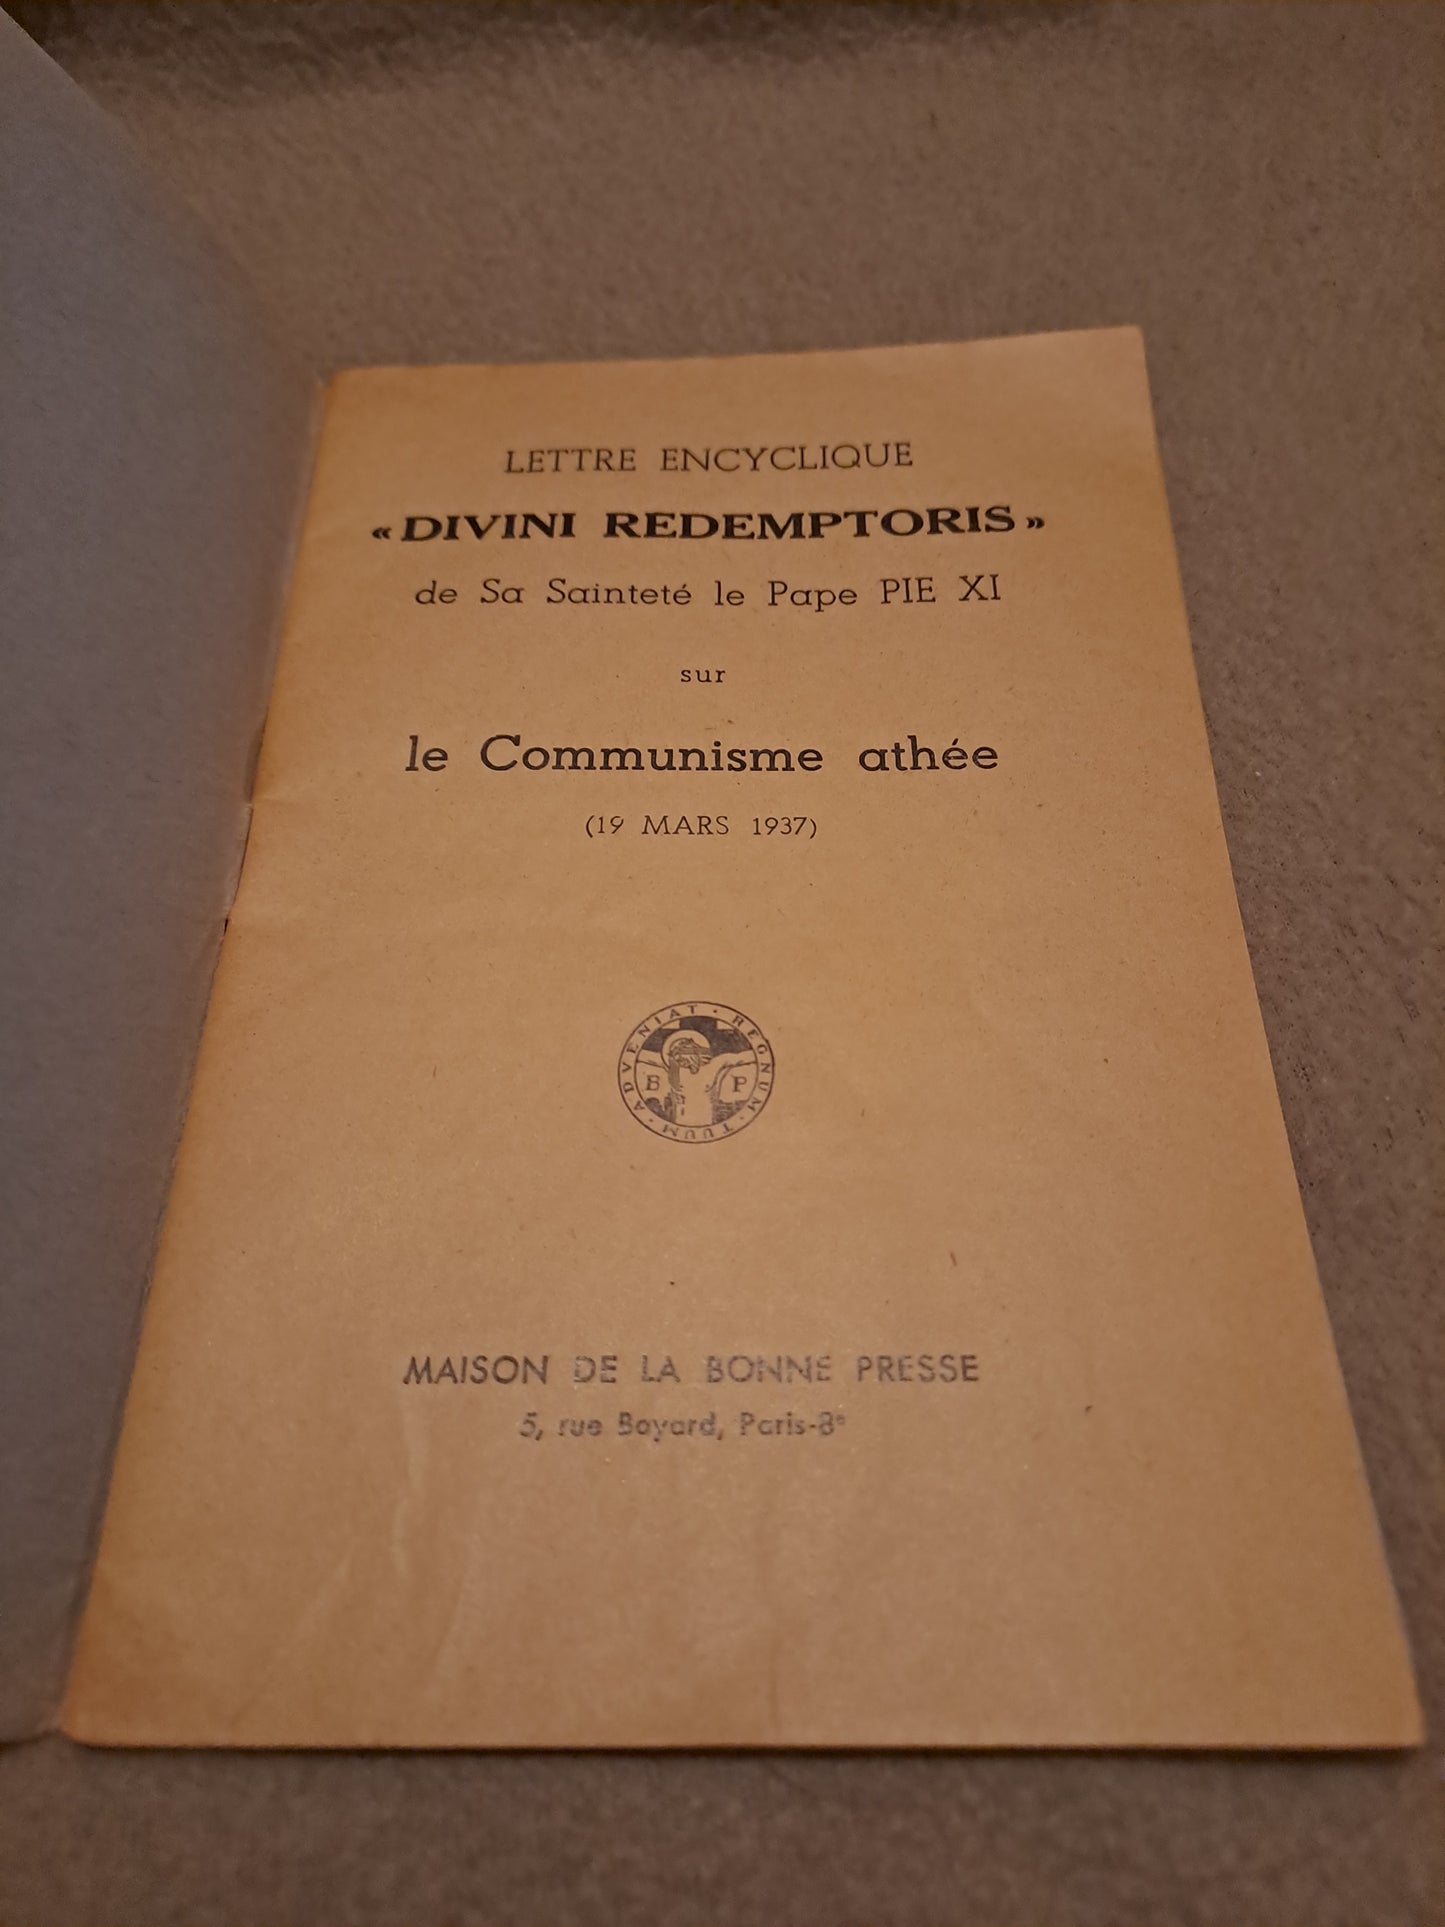 LETTRE ENCYCLIQUE
« DIVINI REDEMPTORIS »
de Sa Sainteté le Pape PIE XI
sur
le Communisme athée
(19 MARS 1937)
ADVENIAT · REGNUM · TUUM ·
B P
MAISON DE LA BONNE PRESSE
5, rue Bayard, Paris-8e